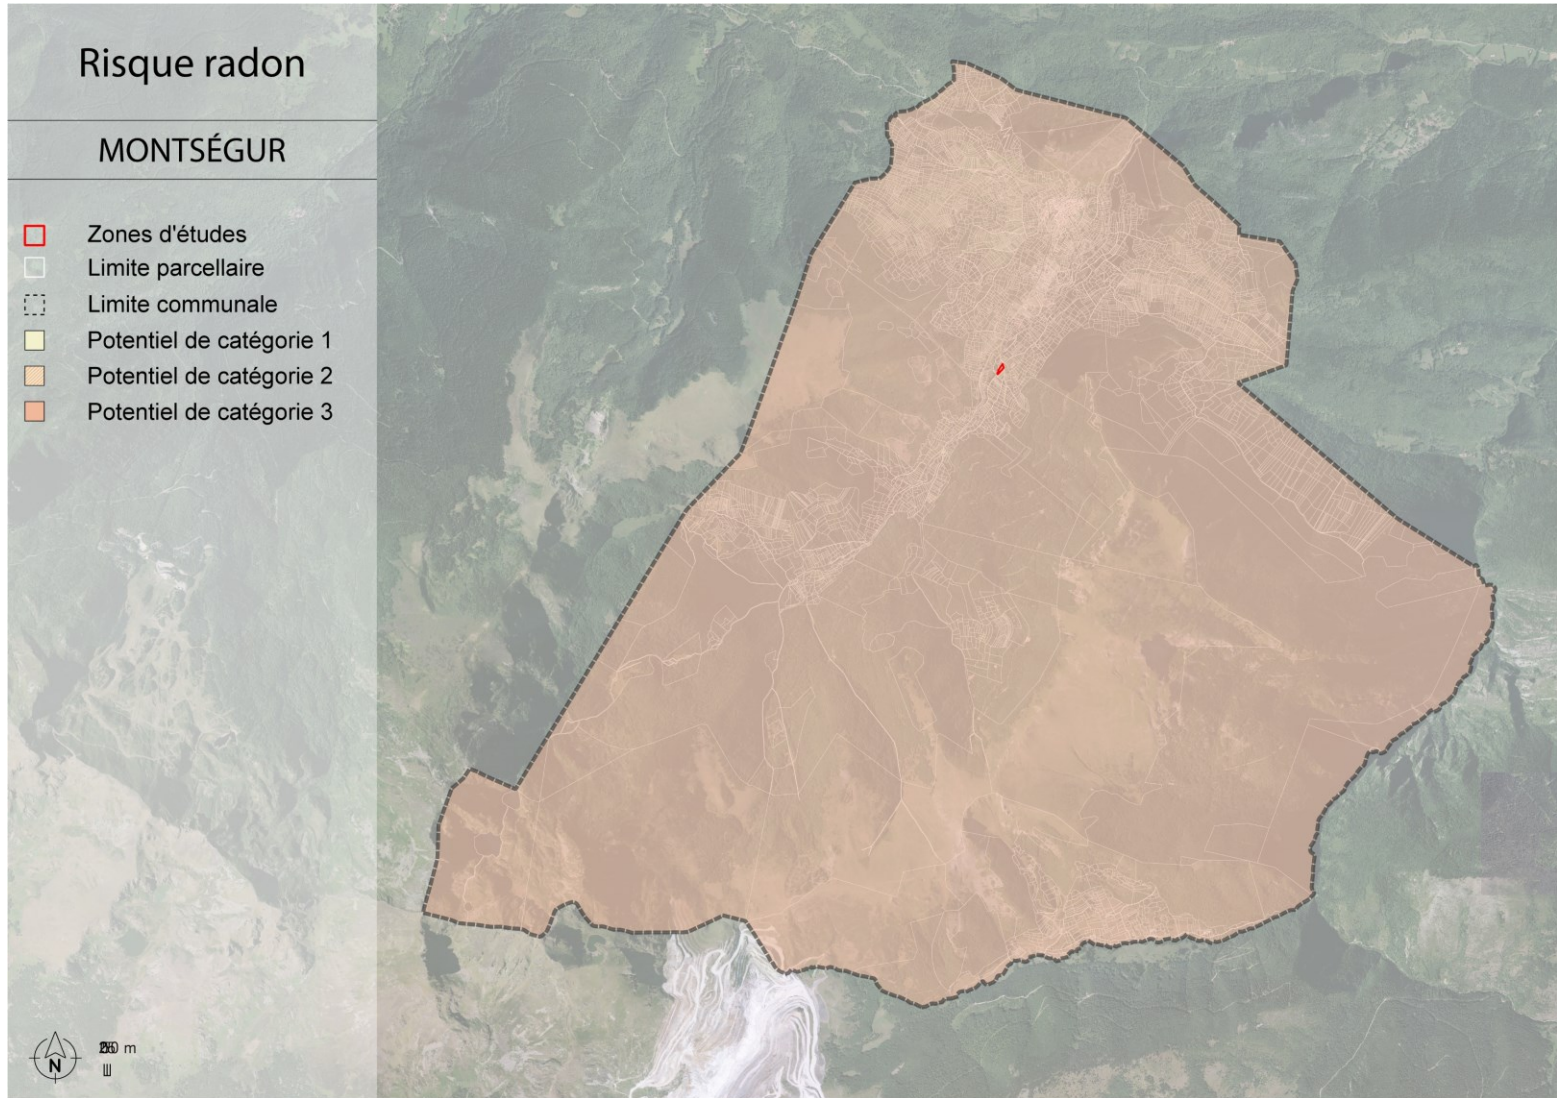 Risque radon
MONTSÉGUR
Zones d'études
Limite parcellaire
Limite communale
Potentiel de catégorie 1
Potentiel de catégorie 2
Potentiel de catégorie 3
N
m